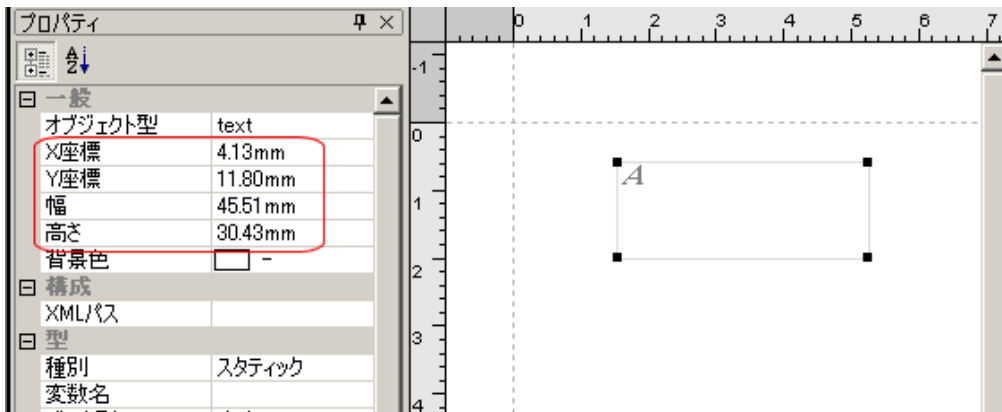 プロパティ
一般
オブジェクト型 text
X座標 4.13mm
Y座標 11.80mm
幅 45.51mm
高さ 30.43mm
背景色 -
構成
XMLパス
型
種別 スタティック
変数名
0 1 2 3 4 5 6 7
-1
0
1
2
3
4
A